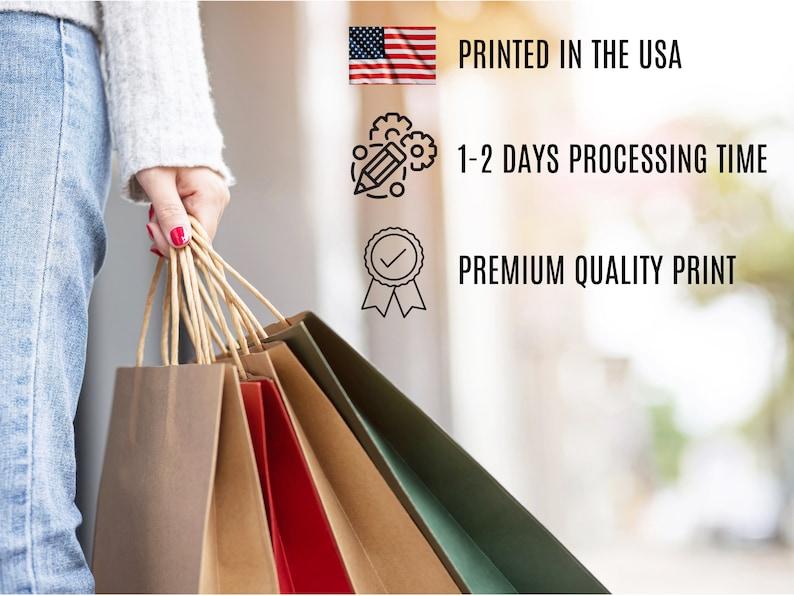 PRINTED IN THE USA
1-2 DAYS PROCESSING TIME
PREMIUM QUALITY PRINT